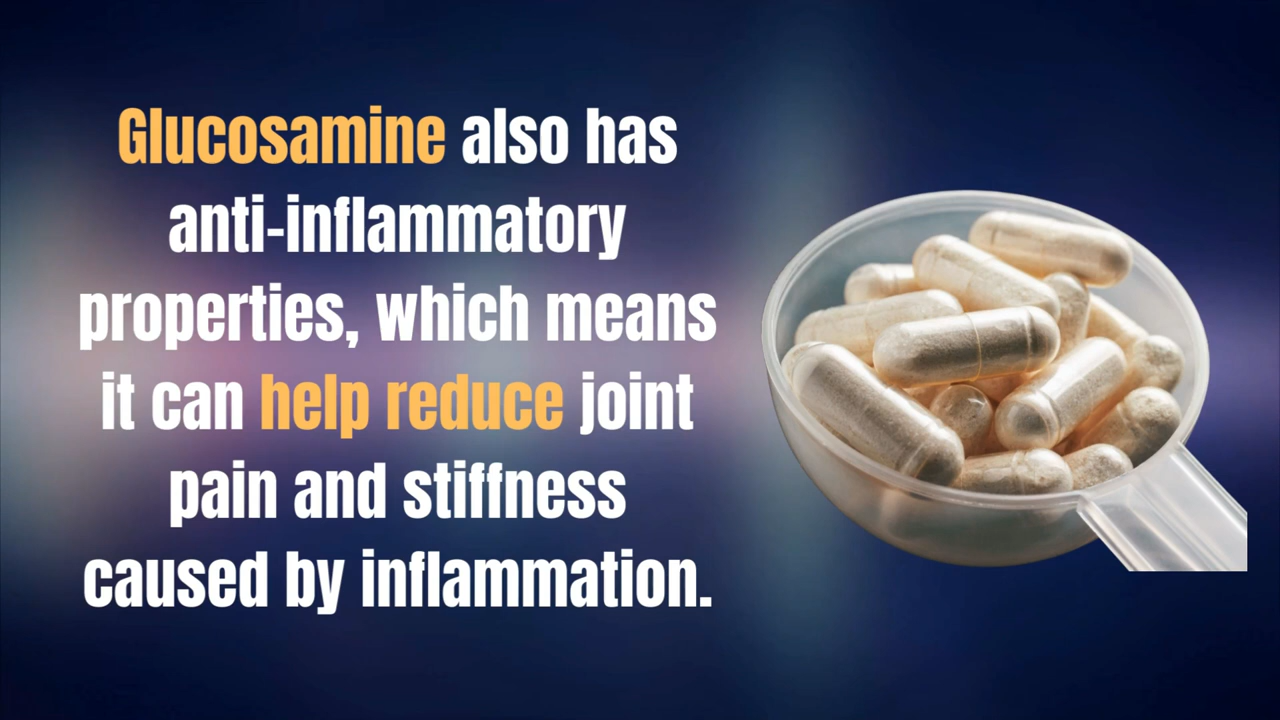 Glucosamine also has
anti-inflammatory
properties, which means
it can help reduce joint
pain and stiffness
caused by inflammation.